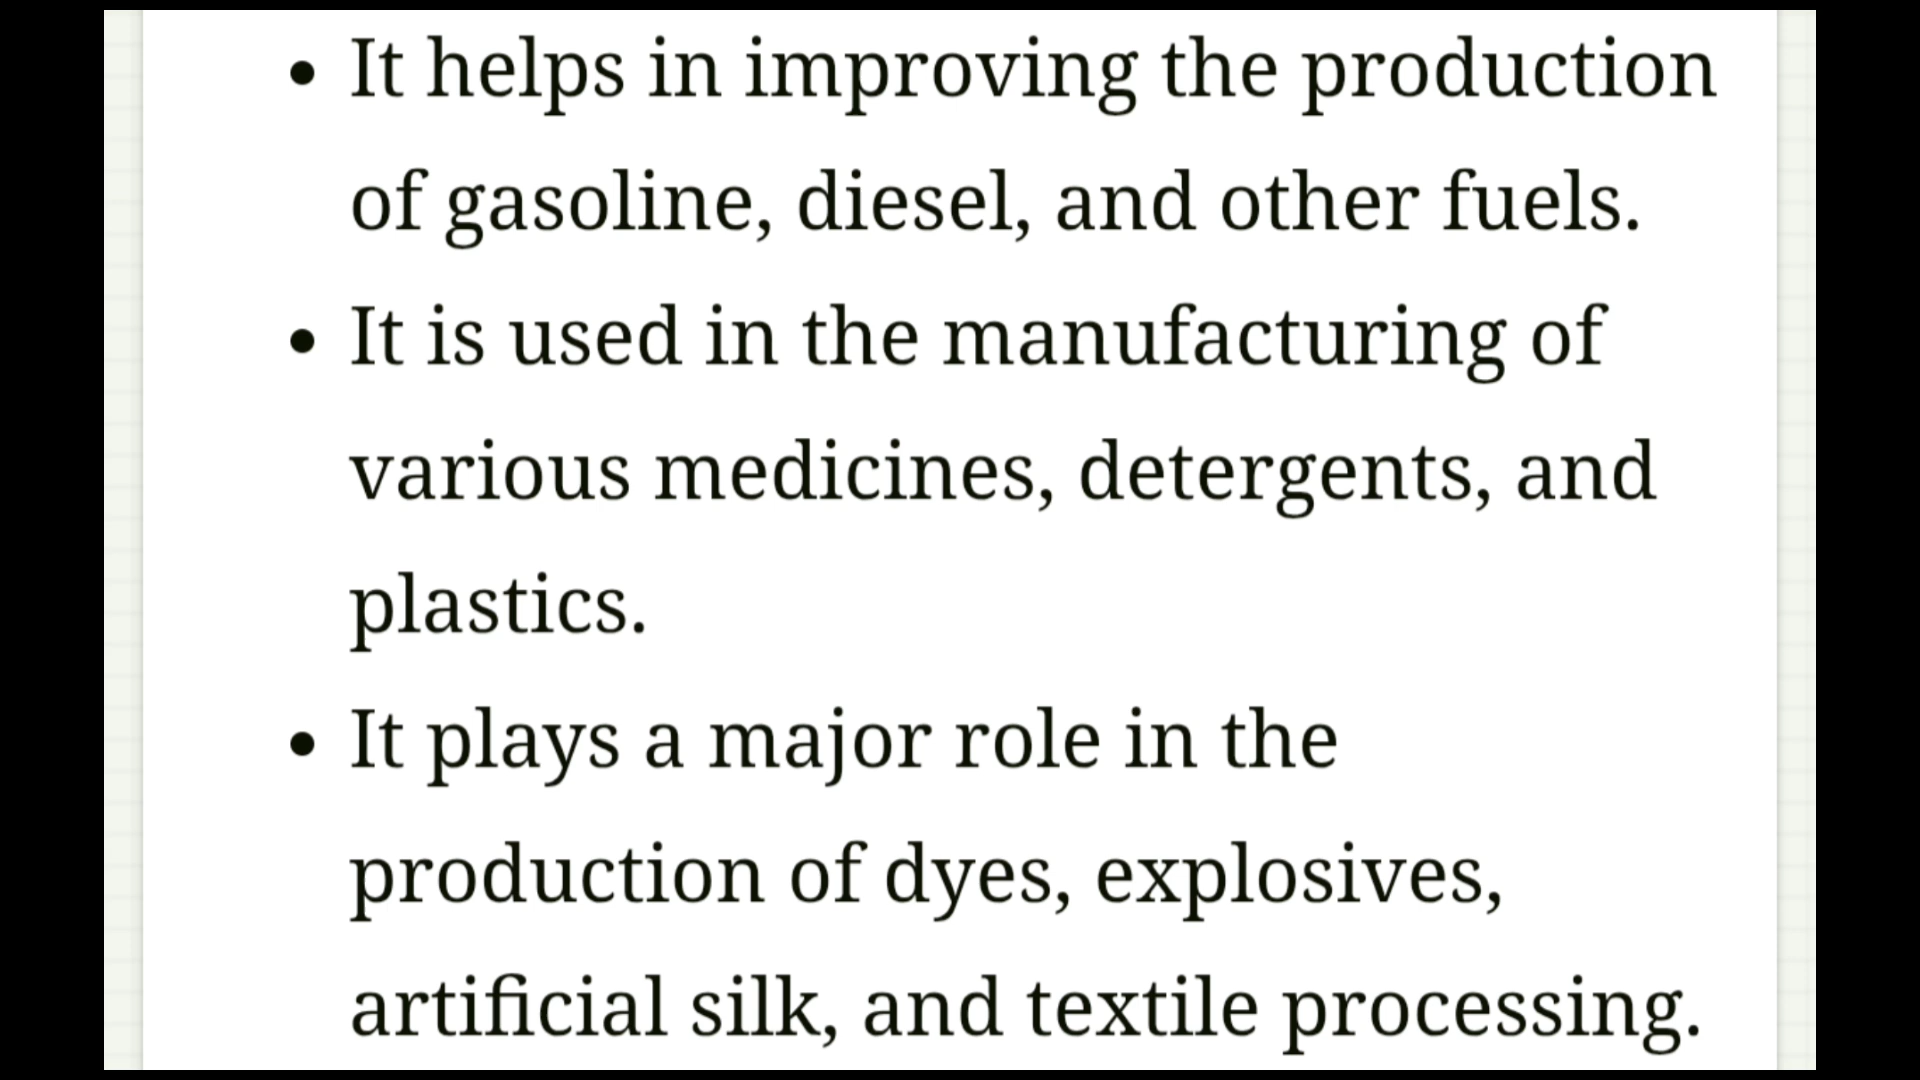 • It helps in improving the production
of gasoline, diesel, and other fuels.
• It is used in the manufacturing of
various medicines, detergents, and
plastics.
• It plays a major role in the
production of dyes, explosives,
artificial silk, and textile processing.